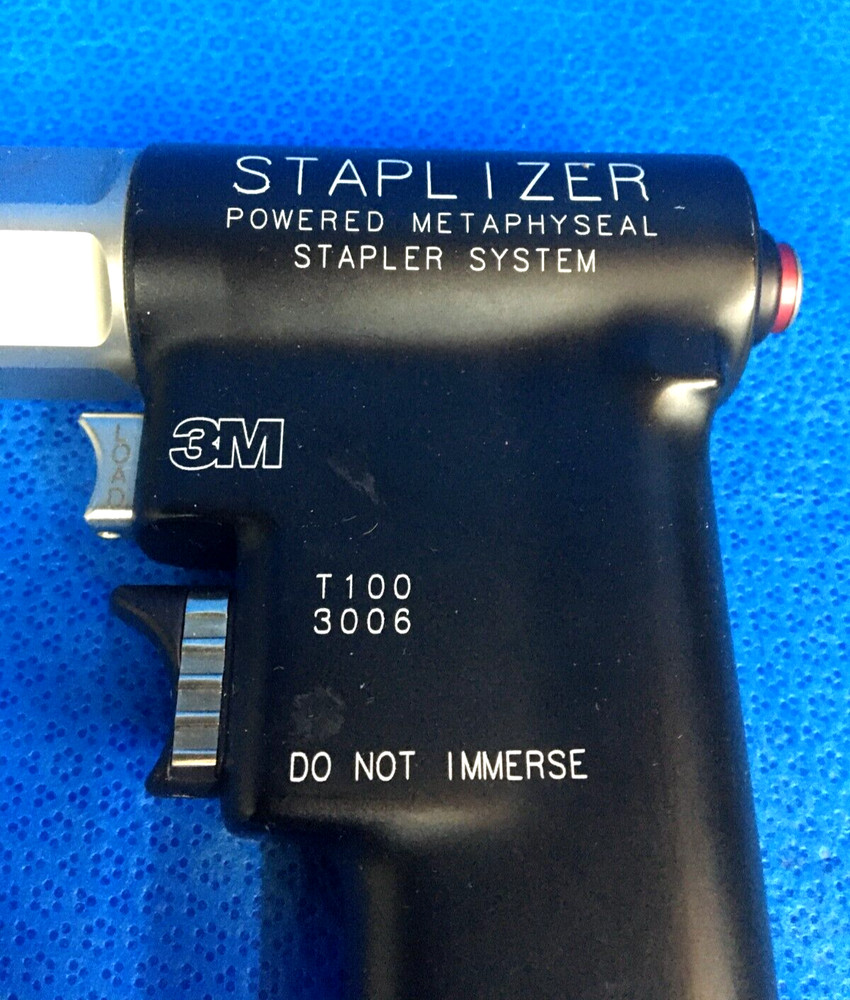 STAPLIZER
POWERED METAPHYSEAL
STAPLER SYSTEM
LOAD
3M
T100
3006
DO NOT IMMERSE